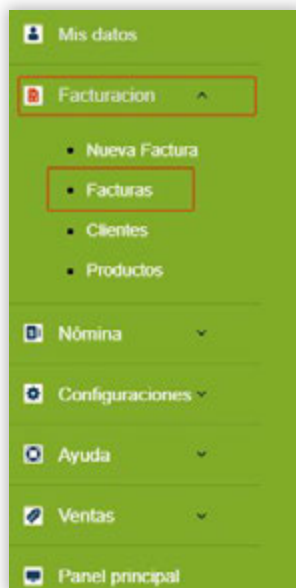 Mis datos
Facturacion
Nueva Factura
Facturas
Clientes
Productos
Nómina
Configuraciones
Ayuda
Ventas
Panel principal